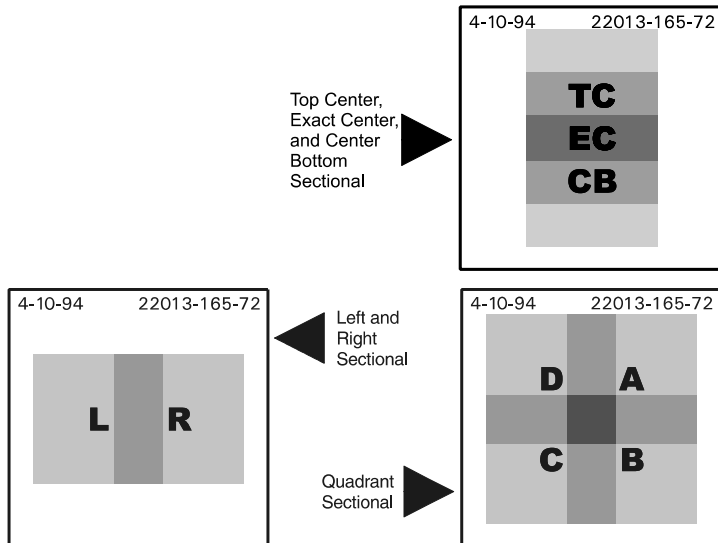 4-10-94 22013-165-72
Top Center,
Exact Center,
and Center
Bottom
Sectional
TC
EC
CB
4-10-94 22013-165-72
Left and
Right
Sectional
L R
4-10-94 22013-165-72
D A
C B
Quadrant
Sectional